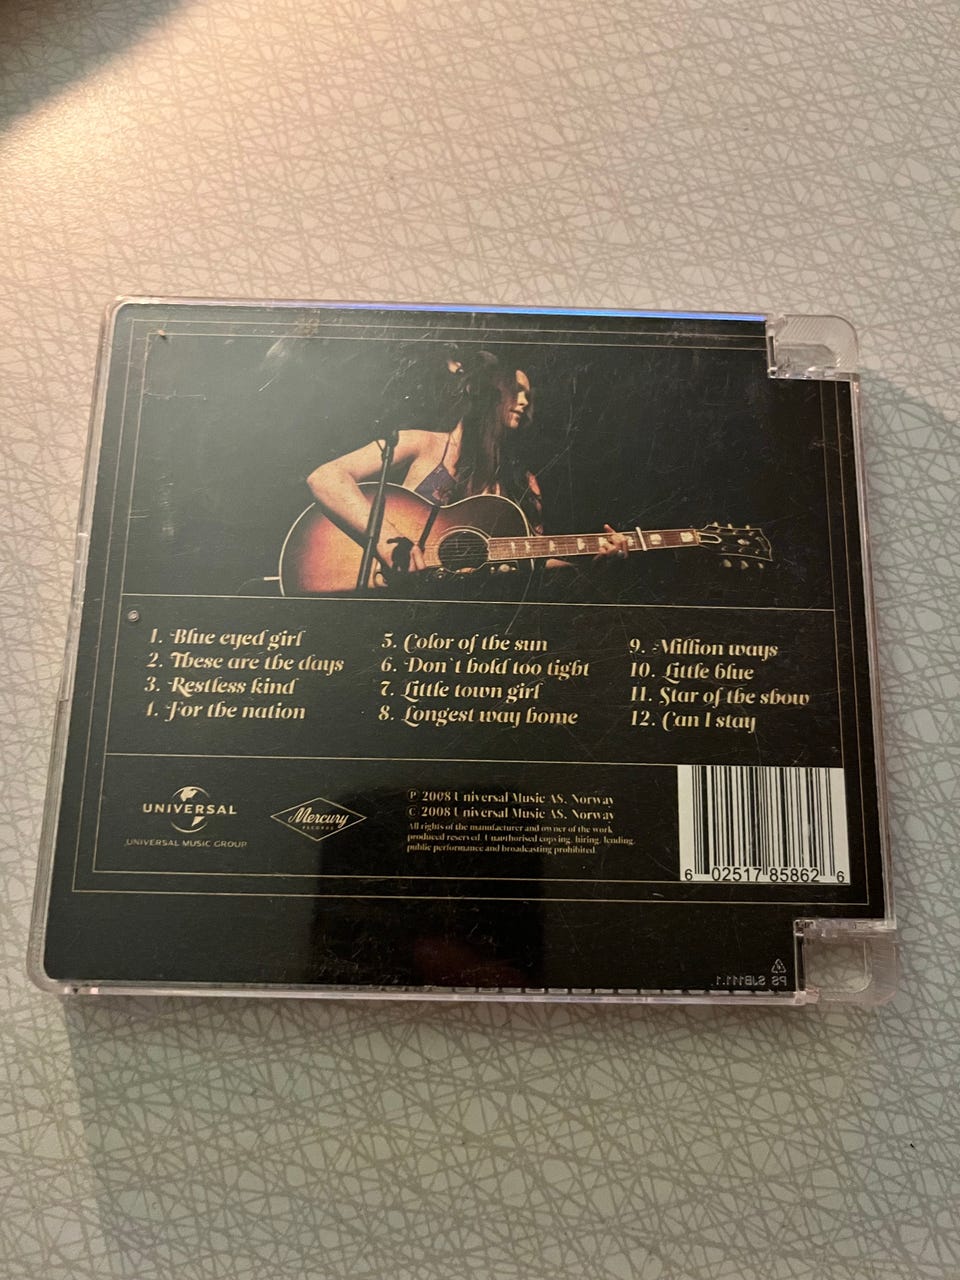 1. Blue eyed girl
2. These are the days
3. Restless kind
4. For the nation
5. Color of the sun
6. Don't hold too tight
7. Little town girl
8. Longest way home
9. Million ways
10. Little blue
11. Star of the show
12. Can I stay
UNIVERSAL
UNIVERSAL MUSIC GROUP
Mercury
RECORDS
℗ 2008 Universal Music AS, Norway
© 2008 Universal Music AS, Norway
All rights of the manufacturer and owner of the work
produced reserved. Unauthorised copying, hiring, lending,
public performance and broadcasting prohibited.
6 02517 85862 6
PS SJB111.1.